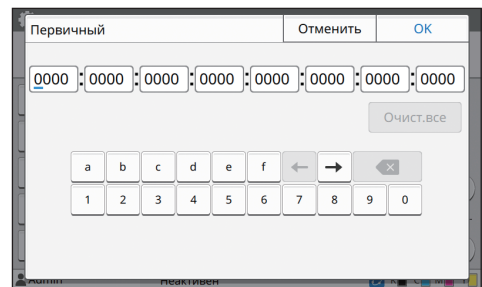 Первичный Отменить OK
0000:0000:0000:0000:0000:0000:0000:0000
Очист.все
a b c d e f ← →
1 2 3 4 5 6 7 8 9 0
Admin Неактивен K C M Y